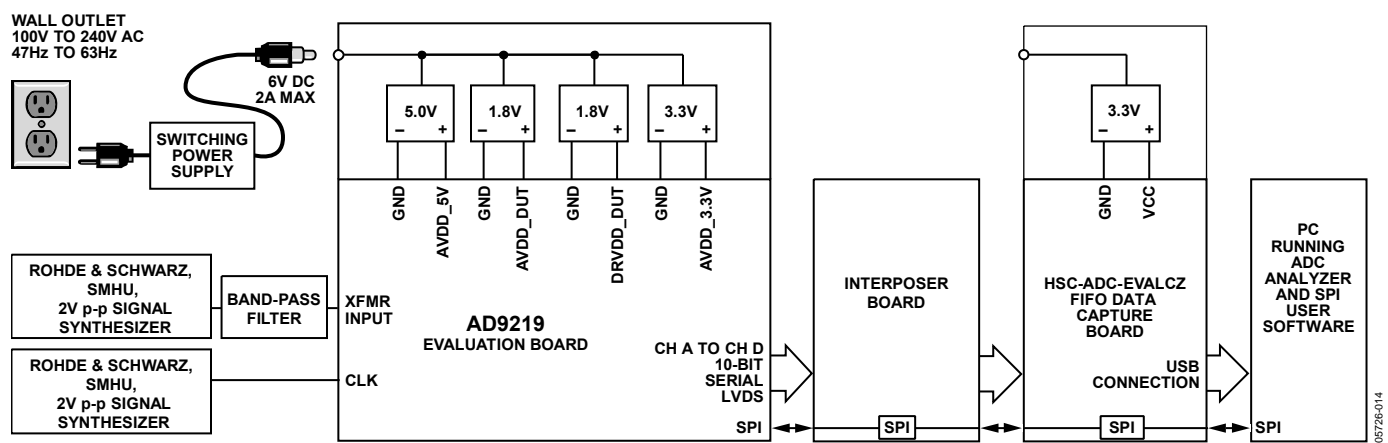 WALL OUTLET
100V TO 240V AC
47Hz TO 63Hz
6V DC
2A MAX
SWITCHING
POWER
SUPPLY
5.0V
– +
1.8V
– +
1.8V
– +
3.3V
– +
3.3V
– +
GND
AVDD_5V
GND
AVDD_DUT
GND
DRVDD_DUT
GND
AVDD_3.3V
GND
VCC
ROHDE & SCHWARZ,
SMHU,
2V p-p SIGNAL
SYNTHESIZER
BAND-PASS
FILTER
XFMR
INPUT
ROHDE & SCHWARZ,
SMHU,
2V p-p SIGNAL
SYNTHESIZER
CLK
AD9219
EVALUATION BOARD
CH A TO CH D
10-BIT
SERIAL
LVDS
SPI
INTERPOSER
BOARD
SPI
HSC-ADC-EVALCZ
FIFO DATA
CAPTURE
BOARD
USB
CONNECTION
SPI
PC
RUNNING
ADC
ANALYZER
AND SPI
USER
SOFTWARE
SPI
05726-014